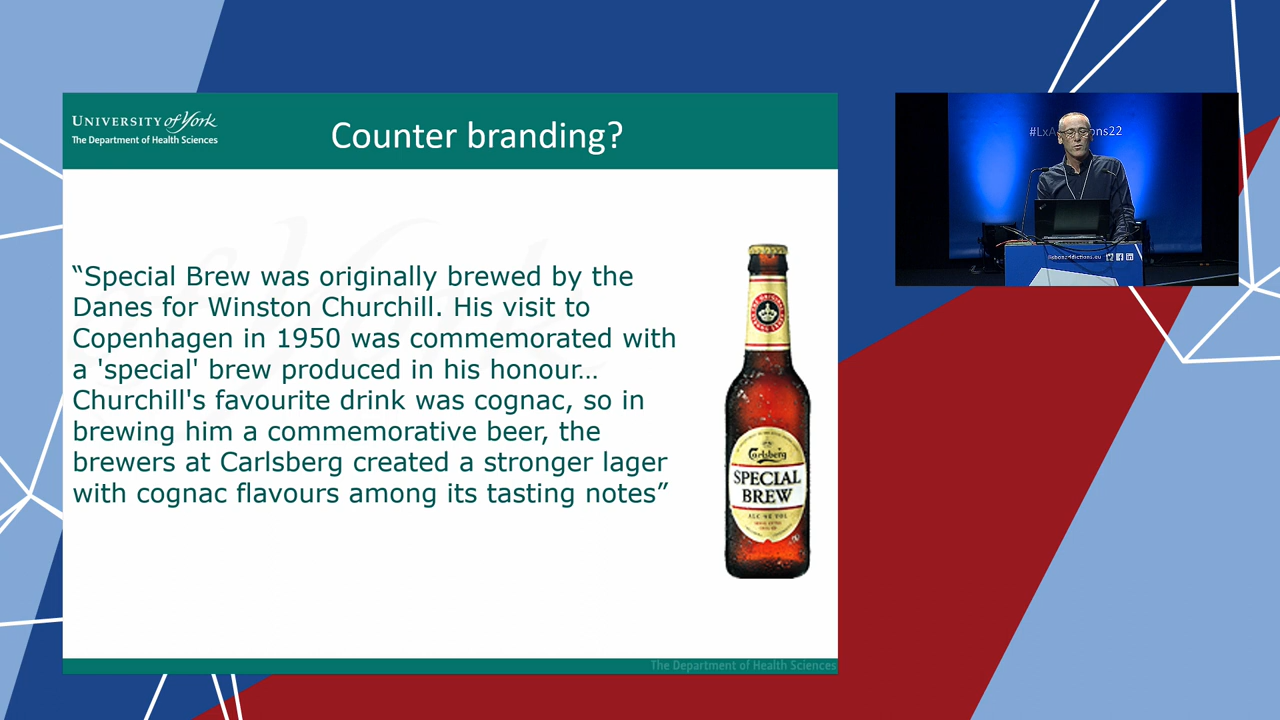 UNIVERSITY of York
The Department of Health Sciences
Counter branding?
“Special Brew was originally brewed by the
Danes for Winston Churchill. His visit to
Copenhagen in 1950 was commemorated with
a 'special' brew produced in his honour…
Churchill's favourite drink was cognac, so in
brewing him a commemorative beer, the
brewers at Carlsberg created a stronger lager
with cognac flavours among its tasting notes”
Carlsberg
SPECIAL
BREW
The Department of Health Sciences